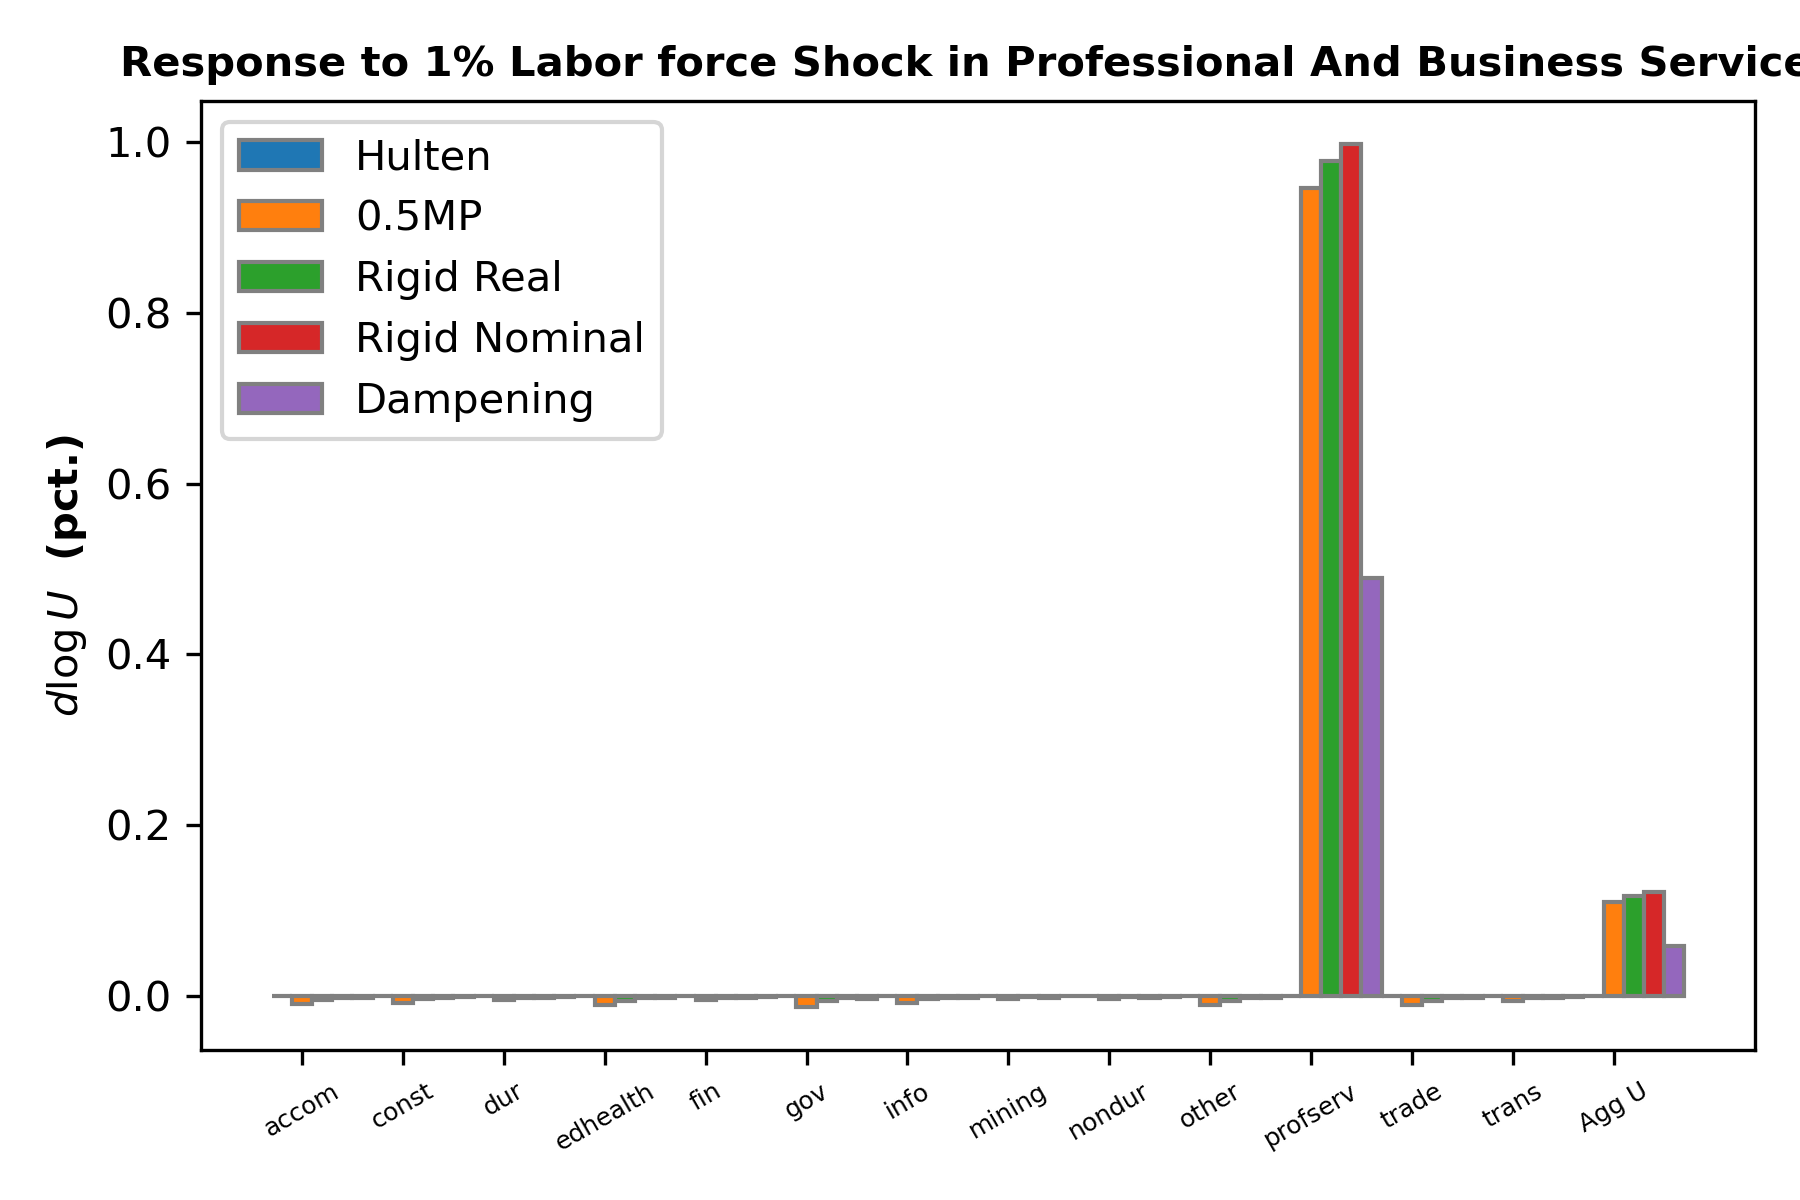 Response to 1% Labor force Shock in Professional And Business Service
Hulten
0.5MP
Rigid Real
Rigid Nominal
Dampening
d log U (pct.)
1.0
0.8
0.6
0.4
0.2
0.0
accom
const
dur
edhealth
fin
gov
info
mining
nondur
other
profserv
trade
trans
Agg U